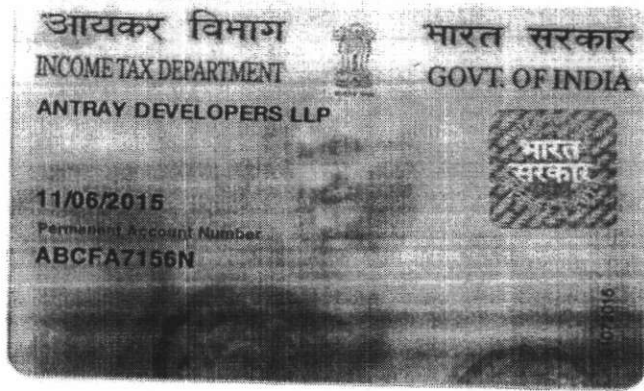 आयकर विभाग
INCOME TAX DEPARTMENT
भारत सरकार
GOVT. OF INDIA
ANTRAY DEVELOPERS LLP
भारत
सरकार
11/06/2015
Permanent Account Number
ABCFA7156N